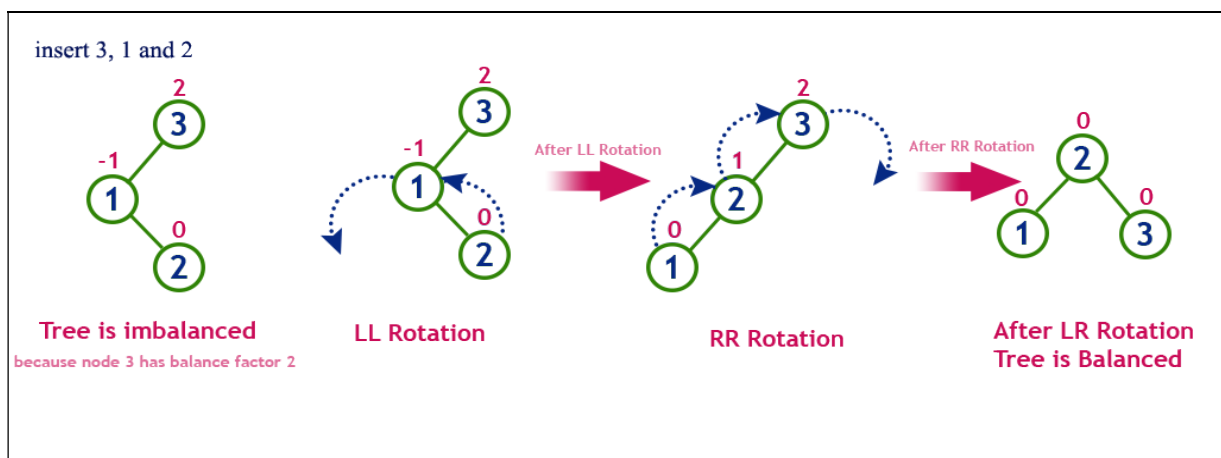 insert 3, 1 and 2
2
3
-1
1
0
2
Tree is imbalanced
because node 3 has balance factor 2
2
3
-1
1
0
2
LL Rotation
After LL Rotation
2
3
1
2
0
1
RR Rotation
After RR Rotation
0
2
0
1
0
3
After LR Rotation
Tree is Balanced